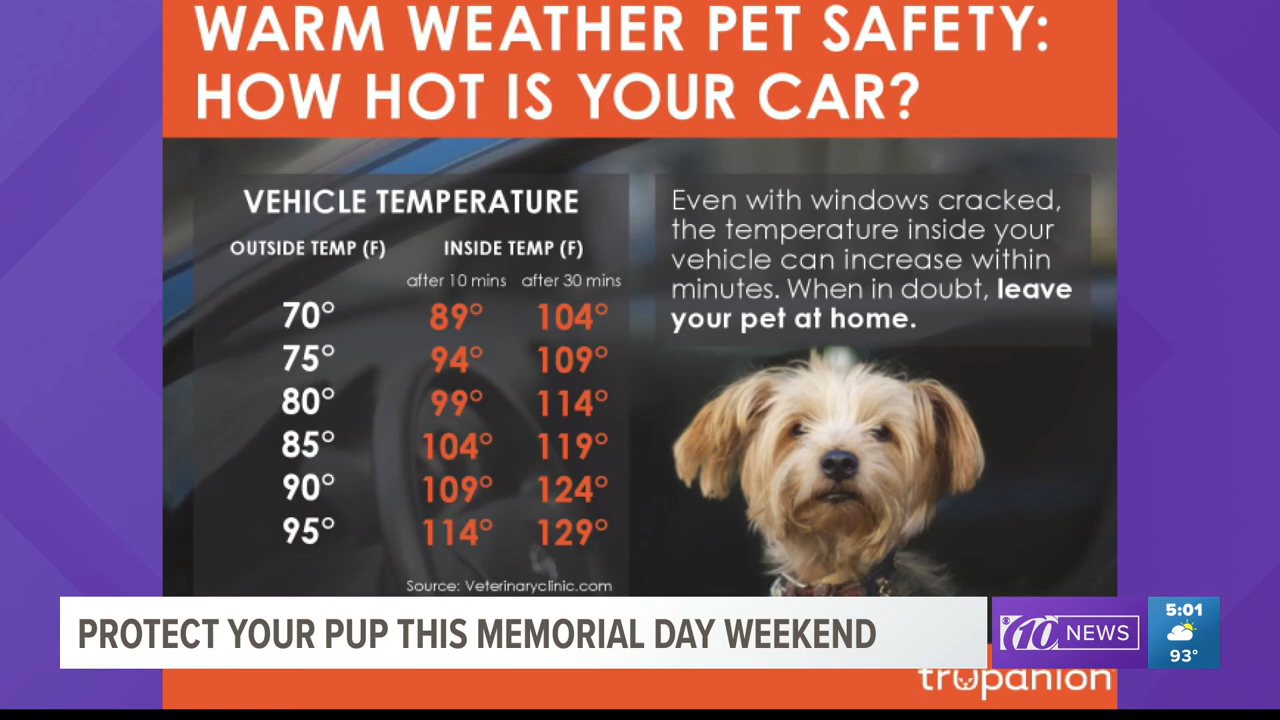 WARM WEATHER PET SAFETY:
HOW HOT IS YOUR CAR?
VEHICLE TEMPERATURE
OUTSIDE TEMP (F) INSIDE TEMP (F)
after 10 mins after 30 mins
70° 89° 104°
75° 94° 109°
80° 99° 114°
85° 104° 119°
90° 109° 124°
95° 114° 129°
Source: Veterinaryclinic.com
Even with windows cracked,
the temperature inside your
vehicle can increase within
minutes. When in doubt, leave
your pet at home.
PROTECT YOUR PUP THIS MEMORIAL DAY WEEKEND
10 NEWS
5:01
93°
trupanion